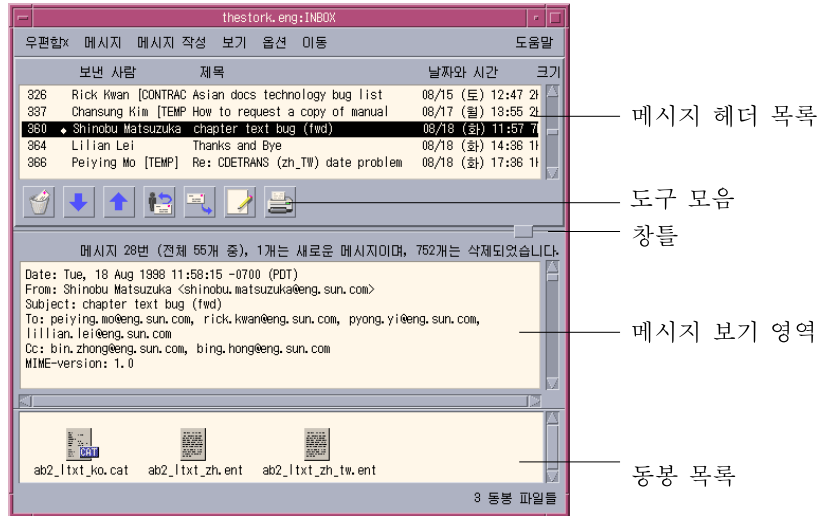 thestork.eng:INBOX
우편함x 메시지 메시지 작성 보기 옵션 이동 도움말
보낸 사람 제목 날짜와 시간 크기
326 Rick Kwan [CONTRAC Asian docs technology bug list 08/15 (토) 12:47
337 Chansung Kim [TEMP How to request a copy of manual 08/17 (월) 13:55
360 ◆ Shinobu Matsuzuka chapter text bug (fwd) 08/18 (화) 11:57
364 Lilian Lei Thanks and Bye 08/18 (화) 14:36
366 Peiying Mo [TEMP] Re: CDETRANS (zh_TW) date problem 08/18 (화) 17:36
메시지 헤더 목록
도구 모음
창틀
메시지 28번 (전체 55개 중), 1개는 새로운 메시지이며, 752개는 삭제되었습니다.
Date: Tue, 18 Aug 1998 11:58:15 -0700 (PDT)
From: Shinobu Matsuzuka <shinobu.matsuzuka@eng.sun.com>
Subject: chapter text bug (fwd)
To: peiying.mo@eng.sun.com, rick.kwan@eng.sun.com, pyong.yi@eng.sun.com,
lillian.lei@eng.sun.com
Cc: bin.zhong@eng.sun.com, bing.hong@eng.sun.com
MIME-version: 1.0
메시지 보기 영역
CAT
ab2_ltxt_ko.cat ab2_ltxt_zh.ent ab2_ltxt_zh_tw.ent
동봉 목록
3 동봉 파일들